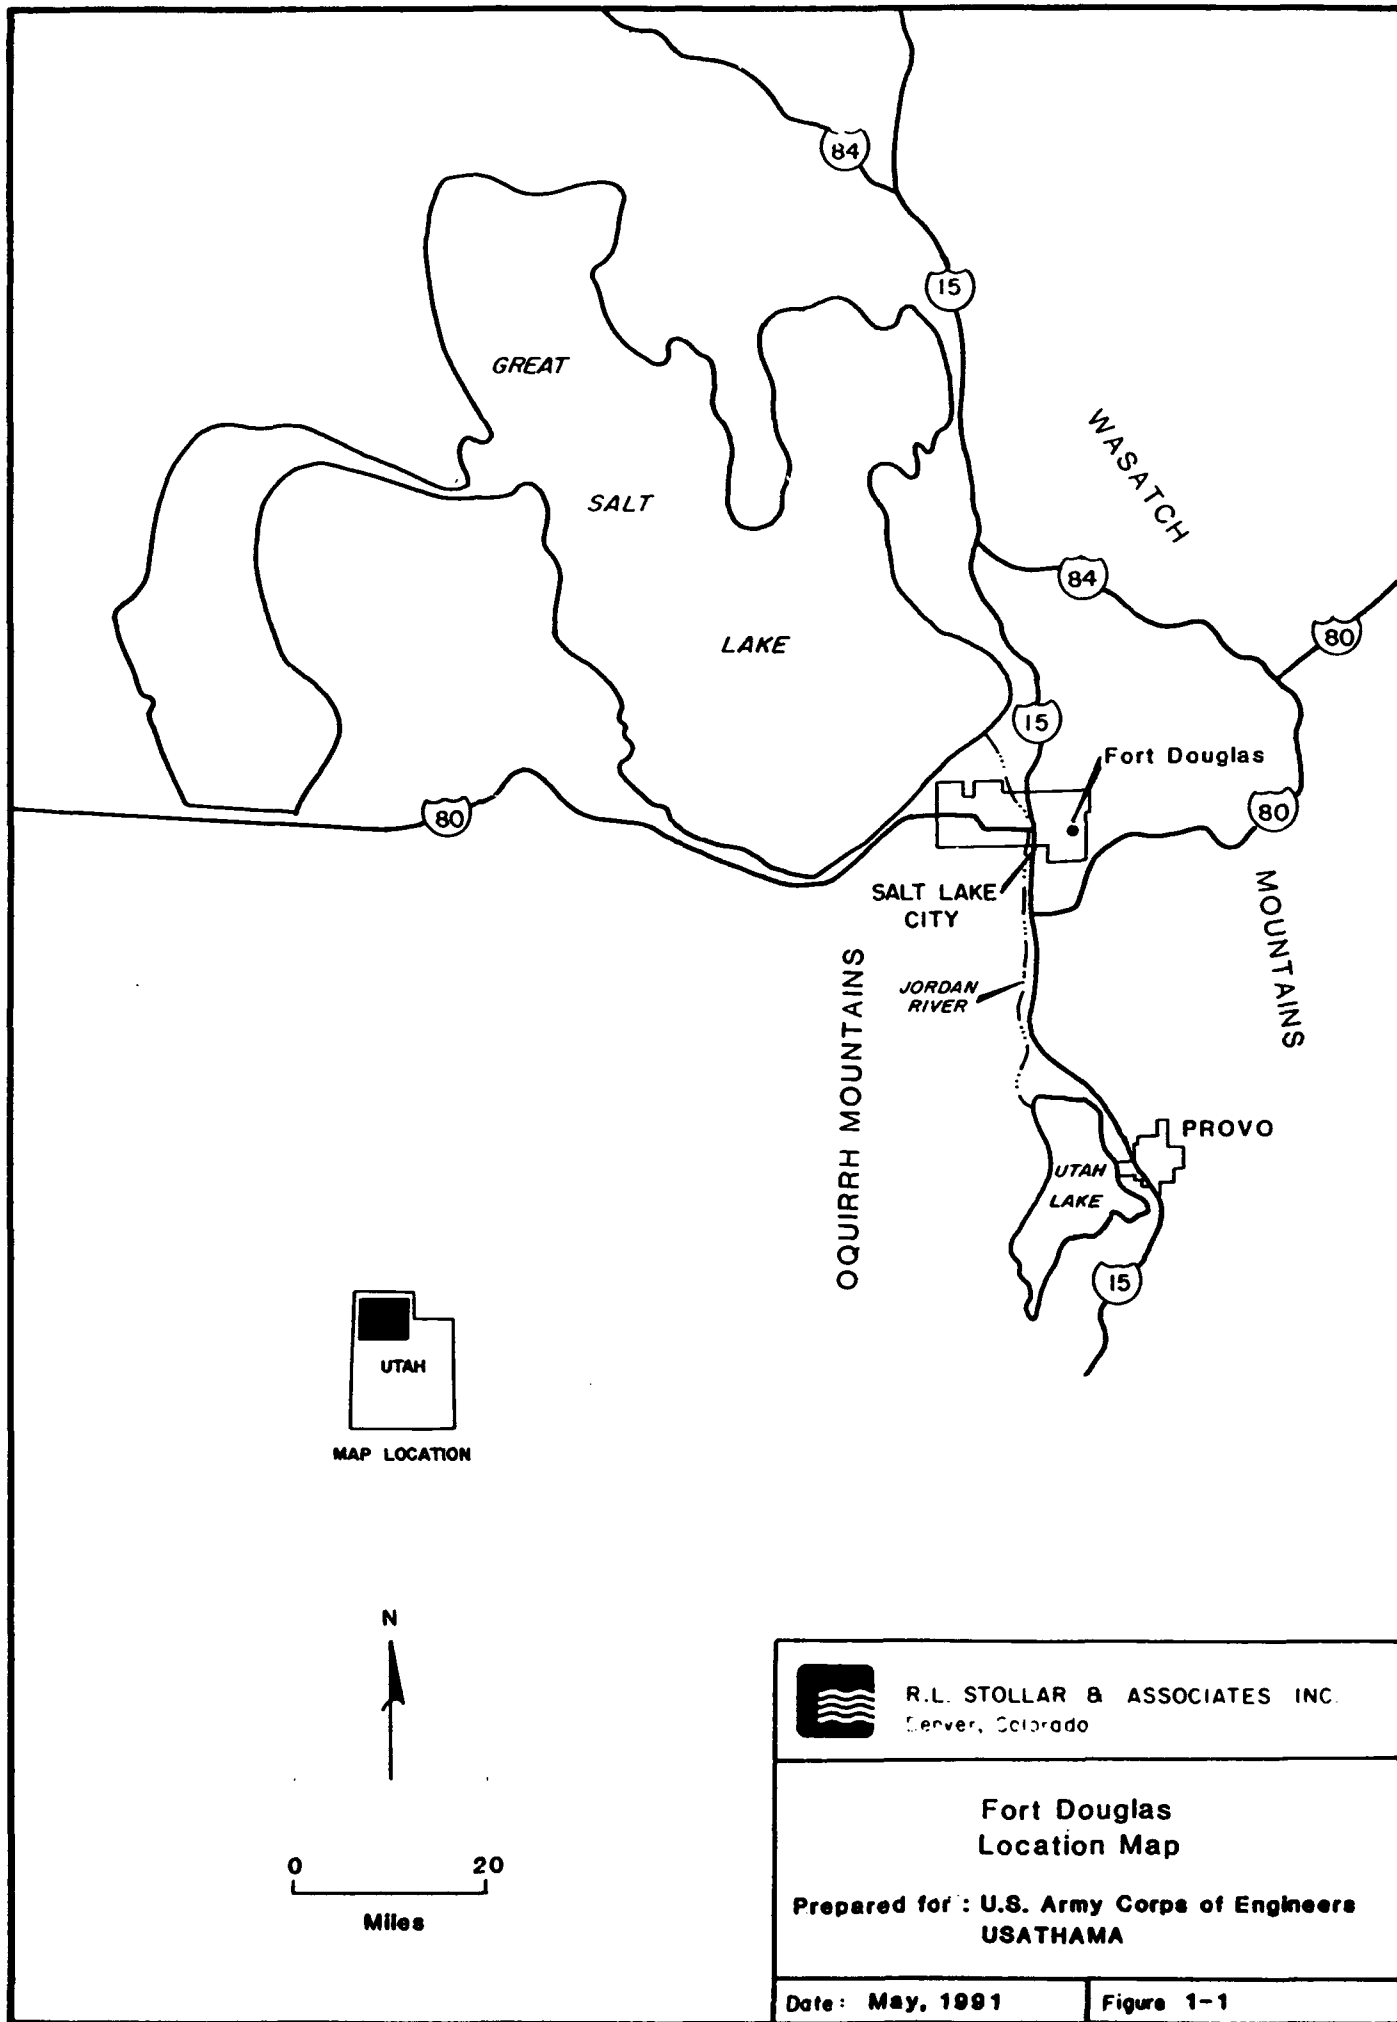 84
15
GREAT
WASATCH
SALT
84
80
LAKE
15
Fort Douglas
80
80
SALT LAKE
CITY
MOUNTAINS
JORDAN
RIVER
OQUIRRH MOUNTAINS
PROVO
UTAH
LAKE
15
UTAH
MAP LOCATION
N
0 20
Miles
R.L. STOLLAR & ASSOCIATES INC.
Denver, Colorado
Fort Douglas
Location Map
Prepared for : U.S. Army Corps of Engineers
USATHAMA
Date: May, 1991
Figure 1-1